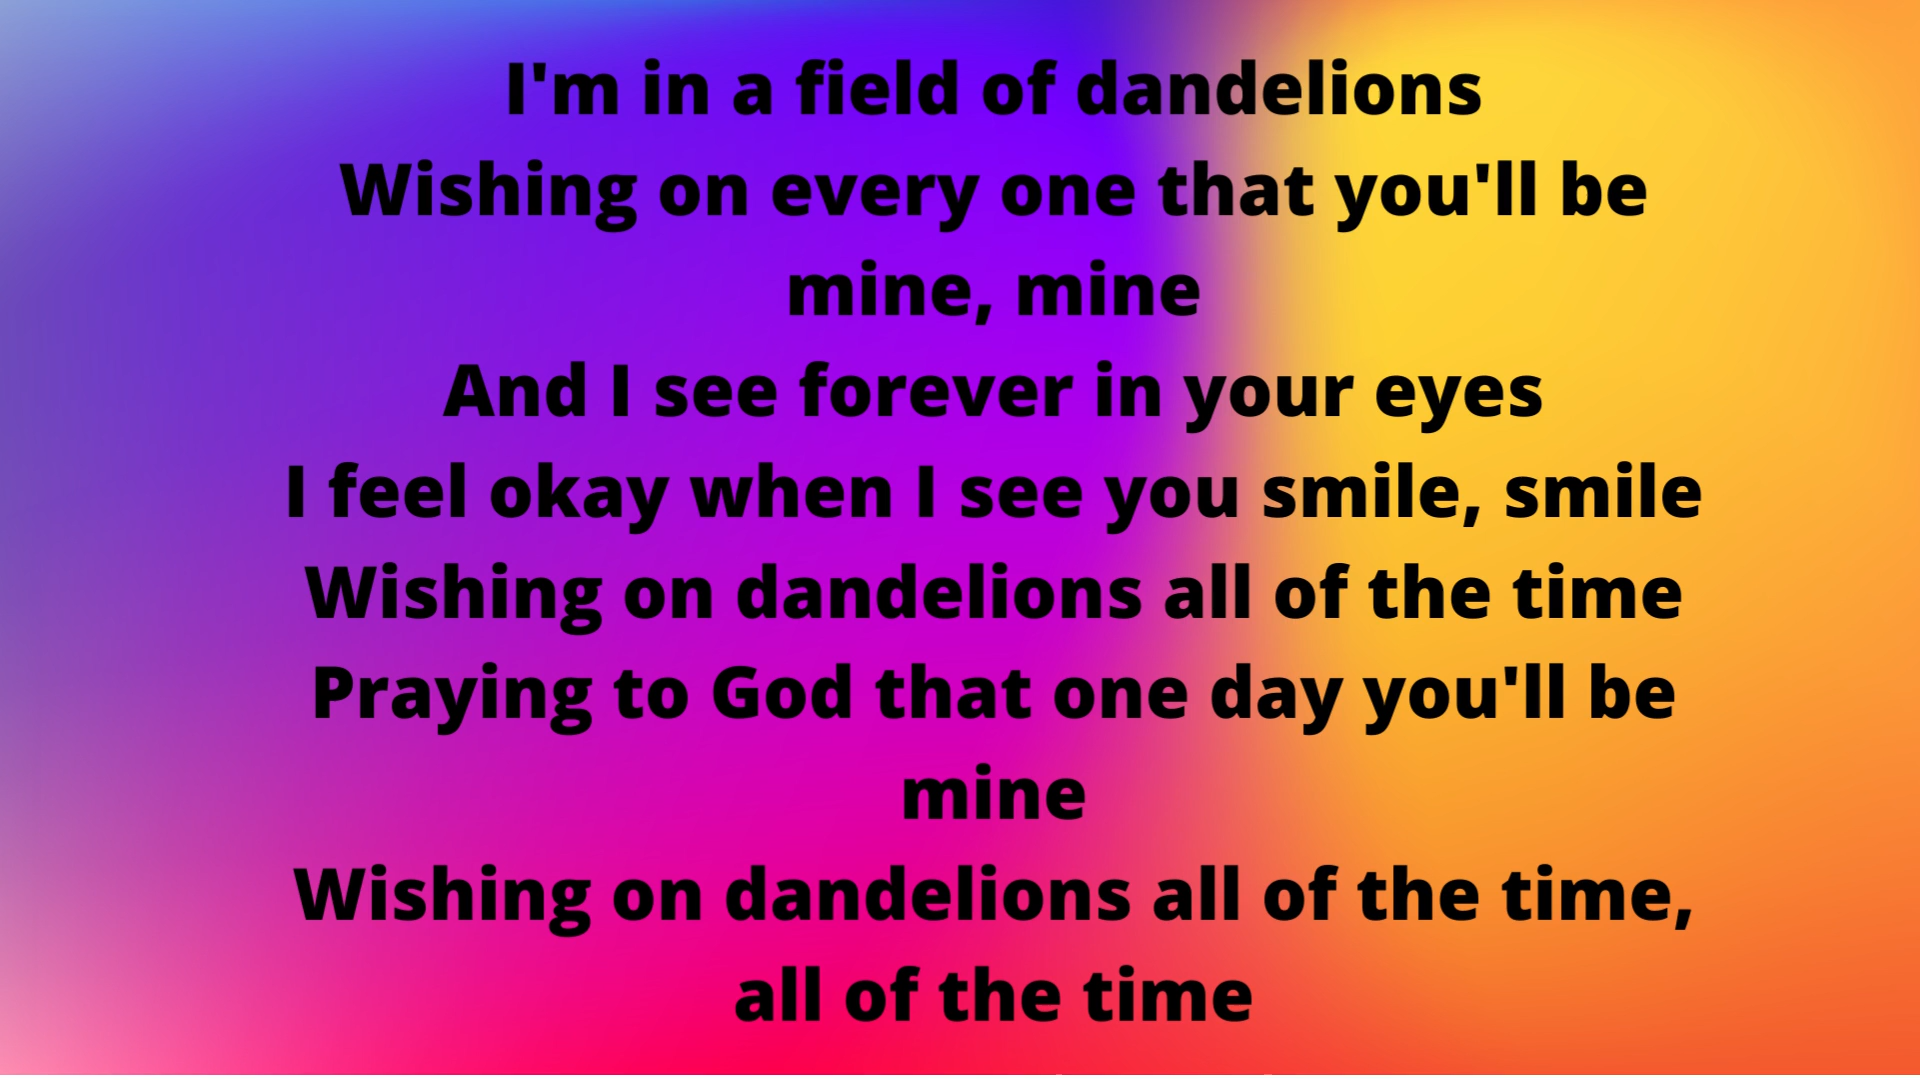 I'm in a field of dandelions
Wishing on every one that you'll be
mine, mine
And I see forever in your eyes
I feel okay when I see you smile, smile
Wishing on dandelions all of the time
Praying to God that one day you'll be
mine
Wishing on dandelions all of the time,
all of the time